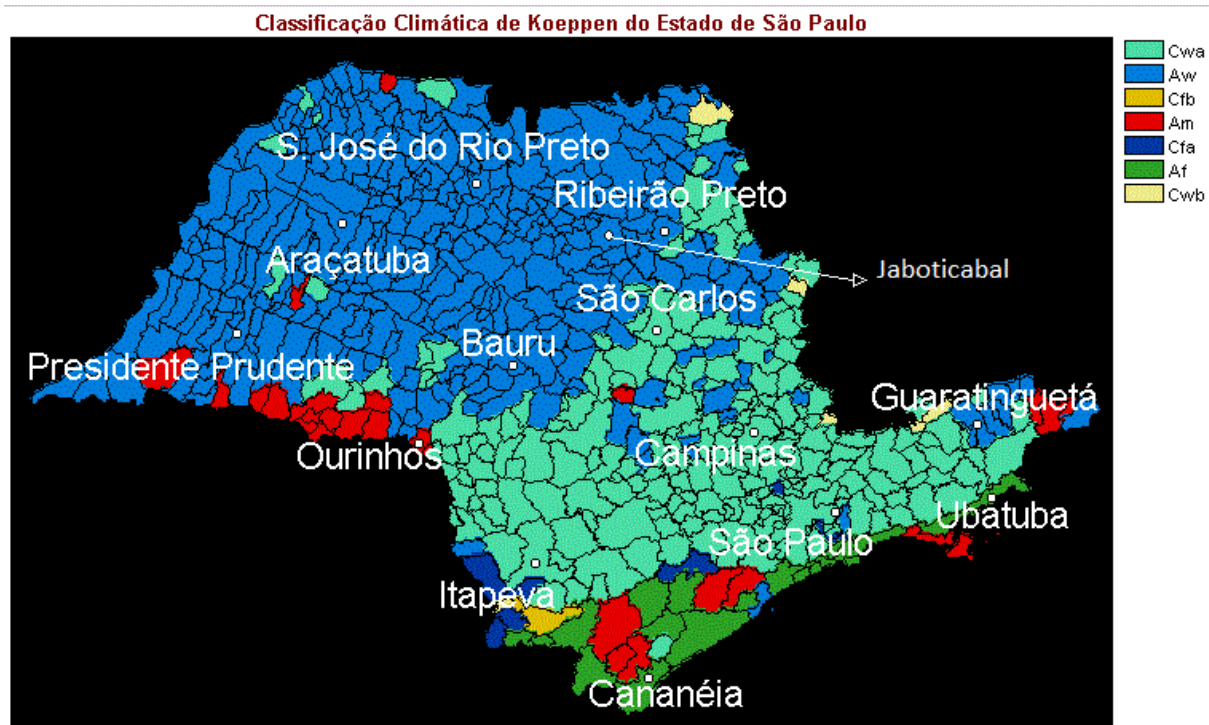 Classificação Climática de Koeppen do Estado de São Paulo
Cwa
Aw
Cfb
Am
Cfa
Af
Cwb
S. José do Rio Preto
Ribeirão Preto
Araçatuba
Jaboticabal
São Carlos
Bauru
Presidente Prudente
Guaratinguetá
Ourinhos
Campinas
Ubatuba
São Paulo
Itapeva
Cananéia